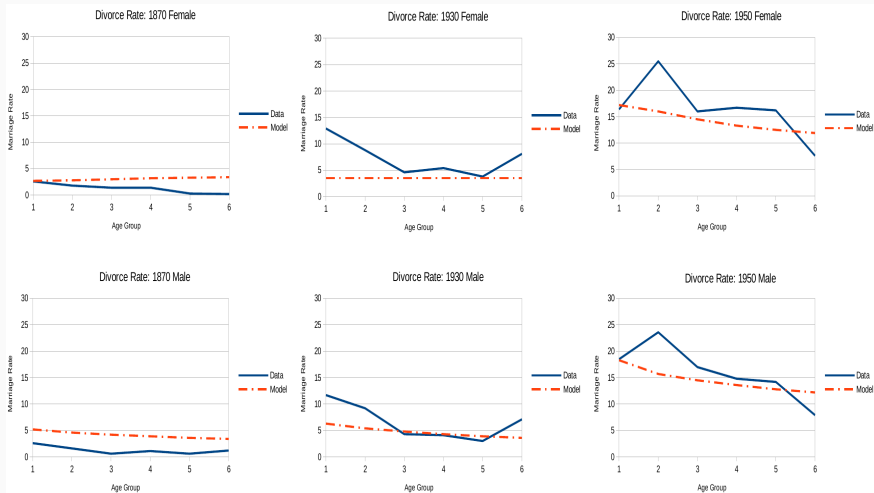 Divorce Rate: 1870 Female
30
25
20
15
10
5
0
Marriage Rate
1 2 3 4 5 6
Age Group
Data
Model
Divorce Rate: 1930 Female
30
25
20
15
10
5
0
Marriage Rate
1 2 3 4 5 6
Age Group
Data
Model
Divorce Rate: 1950 Female
30
25
20
15
10
5
0
Marriage Rate
1 2 3 4 5 6
Age Group
Data
Model
Divorce Rate: 1870 Male
30
25
20
15
10
5
0
Marriage Rate
1 2 3 4 5 6
Age Group
Data
Model
Divorce Rate: 1930 Male
30
25
20
15
10
5
0
Marriage Rate
1 2 3 4 5 6
Age Group
Data
Model
Divorce Rate: 1950 Male
30
25
20
15
10
5
0
Marriage Rate
1 2 3 4 5 6
Age Group
Data
Model